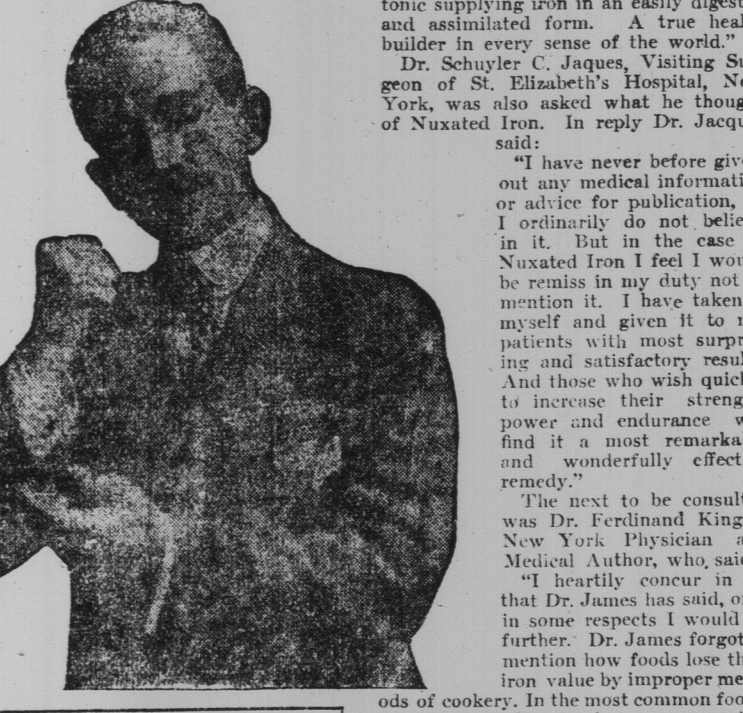 tonic supplying iron in an easily digest
and assimilated form. A true heal
builder in every sense of the world."
Dr. Schuyler C. Jaques, Visiting Su
geon of St. Elizabeth's Hospital, Ne
York, was also asked what he thoug
of Nuxated Iron. In reply Dr. Jacqu
said:
"I have never before give
out any medical informati
or advice for publication,
I ordinarily do not belie
in it. But in the case
Nuxated Iron I feel I wou
be remiss in my duty not
mention it. I have taken
myself and given it to
patients with most surpr
ing and satisfactory resul
And those who wish quick
to increase their streng
power and endurance w
find it a most remarka
and wonderfully effect
remedy."
The next to be consult
was Dr. Ferdinand King
New York Physician a
Medical Author, who, said
"I heartily concur in
that Dr. James has said, o
in some respects I would
further. Dr. James forgot
mention how foods lose th
iron value by improper me
ods of cookery. In the most common foo